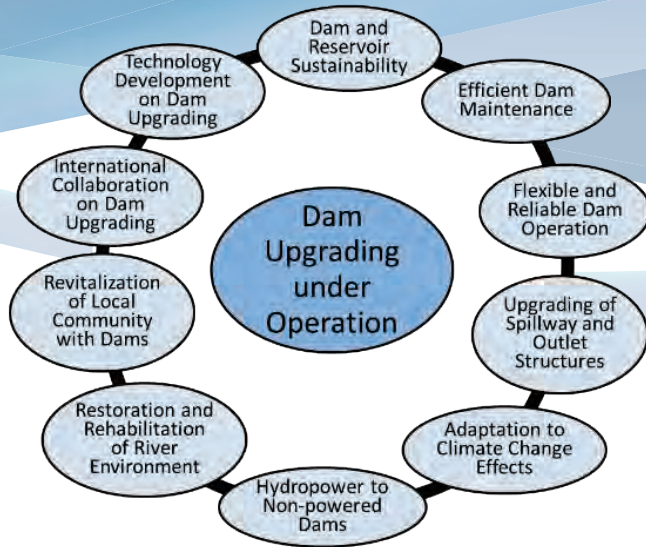 Dam and
Reservoir
Sustainability
Efficient Dam
Maintenance
Flexible and
Reliable Dam
Operation
Upgrading of
Spillway and
Outlet
Structures
Adaptation to
Climate Change
Effects
Hydropower to
Non-powered
Dams
Restoration and
Rehabilitation
of River
Environment
Revitalization
of Local
Community
with Dams
International
Collaboration
on Dam
Upgrading
Technology
Development
on Dam
Upgrading
Dam
Upgrading
under
Operation